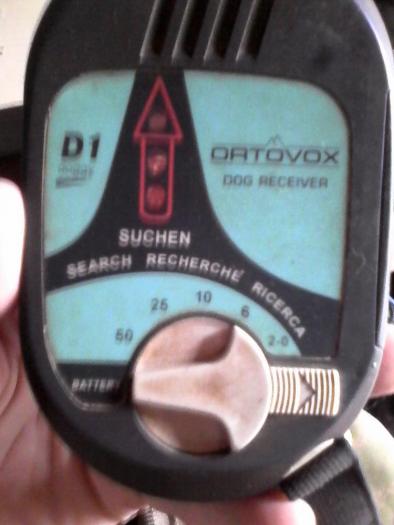 D1
ORTOVOX
DOG RECEIVER
SUCHEN
SEARCH RECHERCHE RICERCA
50 25 10 6 2-0
BATTERY